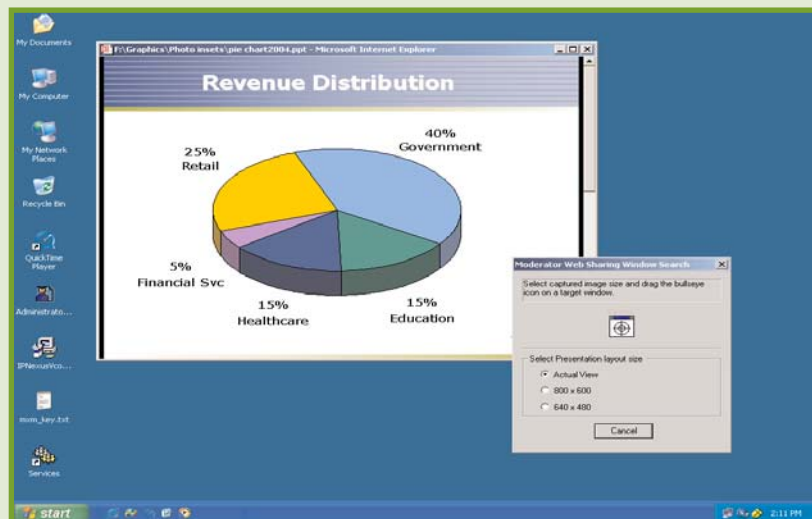 My Documents
My Computer
My Network
Places
Recycle Bin
QuickTime
Player
Administrato...
IPNexusVco...
mxm_key.txt
Services
F:\Graphics\Photo insets\pie chart2004.ppt - Microsoft Internet Explorer
Revenue Distribution
40%
Government
25%
Retail
5%
Financial Svc
15%
Healthcare
15%
Education
Moderator Web Sharing Window Search
Select captured image size and drag the bullseye
icon on a target window.
Select Presentation layout size
Actual View
800 x 600
640 x 480
Cancel
start
2:11 PM